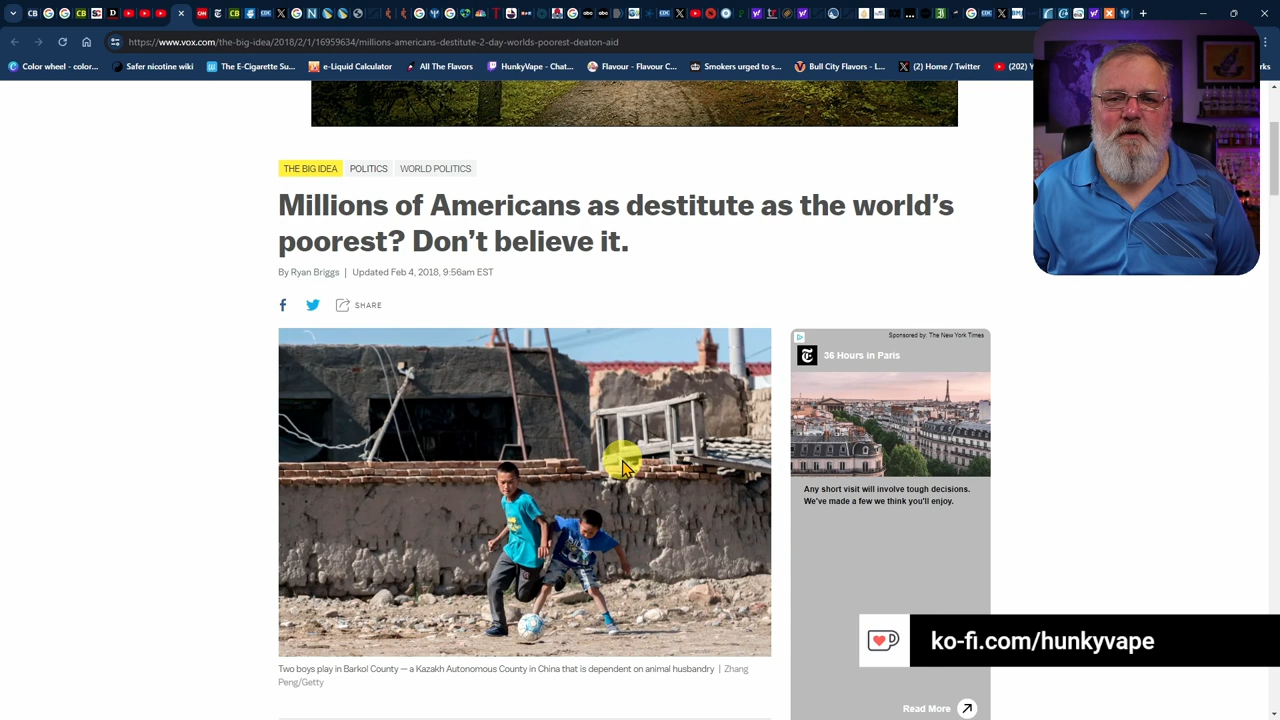 https://www.vox.com/the-big-idea/2018/2/1/16959634/millions-americans-destitute-2-day-worlds-poorest-deaton-aid
Color wheel - color...
Safer nicotine wiki
The E-Cigarette Su...
e-Liquid Calculator
All The Flavors
HunkyVape - Chat...
Flavour – Flavour C...
Smokers urged to s...
Bull City Flavors - L...
(2) Home / Twitter
(202) Y
rks
THE BIG IDEA
POLITICS
WORLD POLITICS
Millions of Americans as destitute as the world's
poorest? Don't believe it.
By Ryan Briggs | Updated Feb 4, 2018, 9:56am EST
SHARE
Sponsored by: The New York Times
36 Hours in Paris
Any short visit will involve tough decisions.
We've made a few we think you'll enjoy.
Read More
ko-fi.com/hunkyvape
Two boys play in Barkol County — a Kazakh Autonomous County in China that is dependent on animal husbandry | Zhang
Peng/Getty